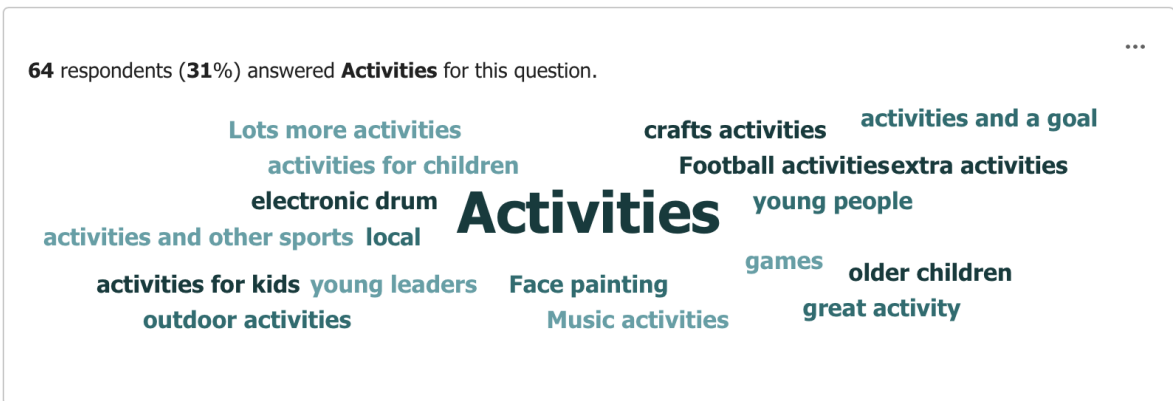 64 respondents (31%) answered Activities for this question.
activities and a goal
Lots more activities crafts activities
activities for children Football activities extra activities
electronic drum Activities young people
activities and other sports local
games older children
activities for kids young leaders Face painting
great activity
outdoor activities Music activities